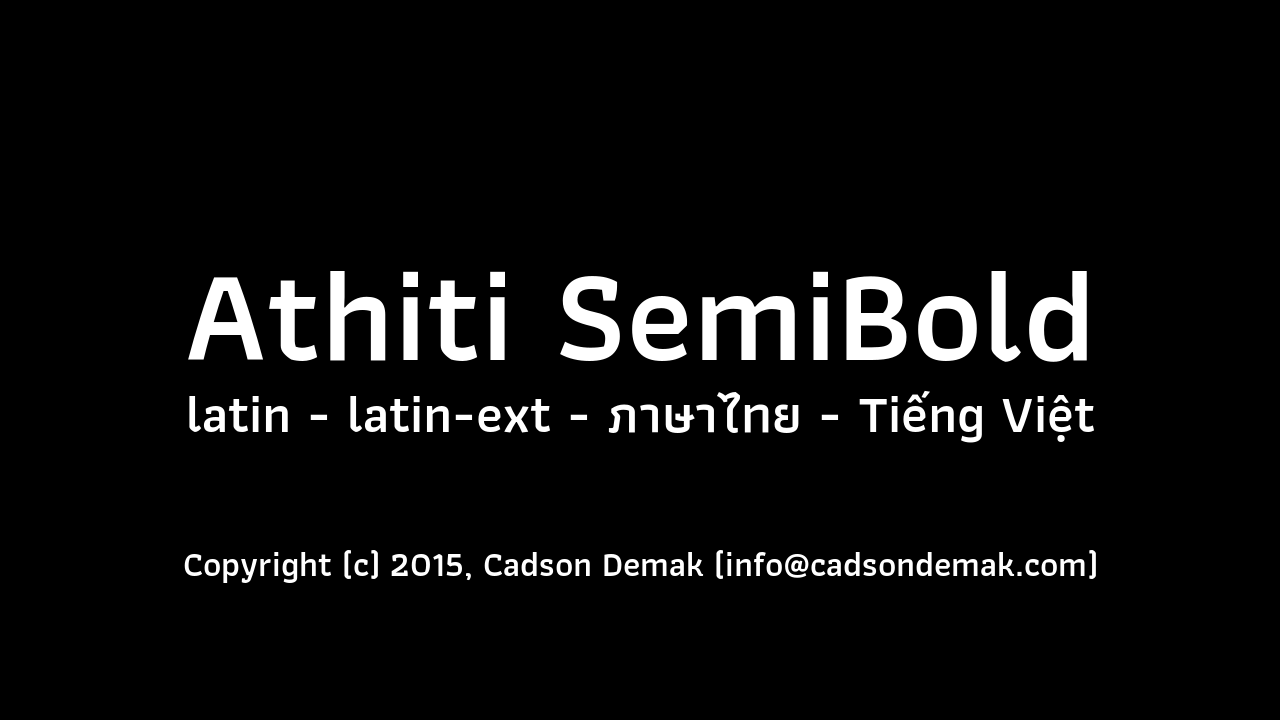 Athiti SemiBold
latin - latin-ext - ภาษาไทย - Tiếng Việt
Copyright (c) 2015, Cadson Demak (info@cadsondemak.com)